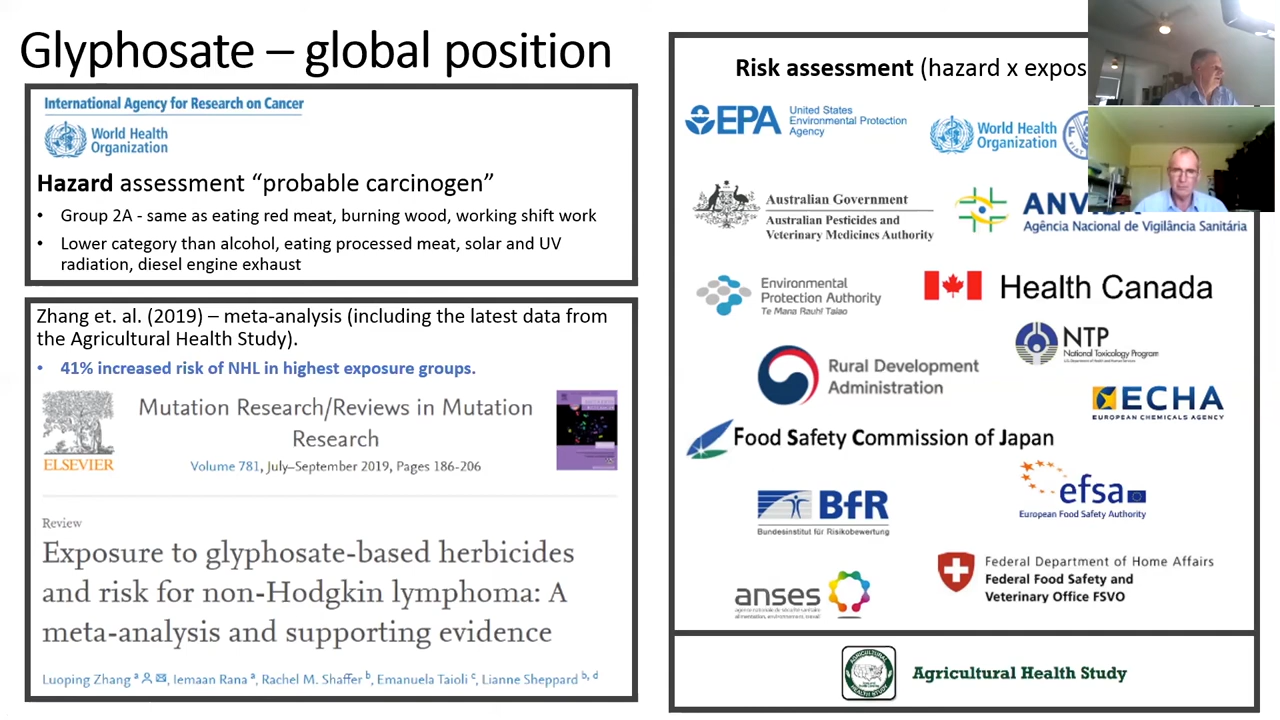 Glyphosate – global position
International Agency for Research on Cancer
World Health
Organization
Hazard assessment “probable carcinogen”
• Group 2A - same as eating red meat, burning wood, working shift work
• Lower category than alcohol, eating processed meat, solar and UV
radiation, diesel engine exhaust
Zhang et. al. (2019) – meta-analysis (including the latest data from
the Agricultural Health Study).
• 41% increased risk of NHL in highest exposure groups.
ELSEVIER
Mutation Research/Reviews in Mutation
Research
Volume 781, July–September 2019, Pages 186-206
Review
Exposure to glyphosate-based herbicides
and risk for non-Hodgkin lymphoma: A
meta-analysis and supporting evidence
Luoping Zhang a, Iemaan Rana a, Rachel M. Shaffer b, Emanuela Taioli c, Lianne Sheppard b, d
Risk assessment (hazard x expos
EPA
United States
Environmental Protection
Agency
World Health
Organization
Australian Government
Australian Pesticides and
Veterinary Medicines Authority
Agência Nacional de Vigilância Sanitária
Environmental
Protection Authority
Te Mana Rauhī Taiao
Health Canada
NTP
National Toxicology Program
Rural Development
Administration
ECHA
EUROPEAN CHEMICALS AGENCY
Food Safety Commission of Japan
efsa
European Food Safety Authority
BfR
Bundesinstitut für Risikobewertung
Federal Department of Home Affairs
Federal Food Safety and
Veterinary Office FSVO
anses
Agricultural Health Study